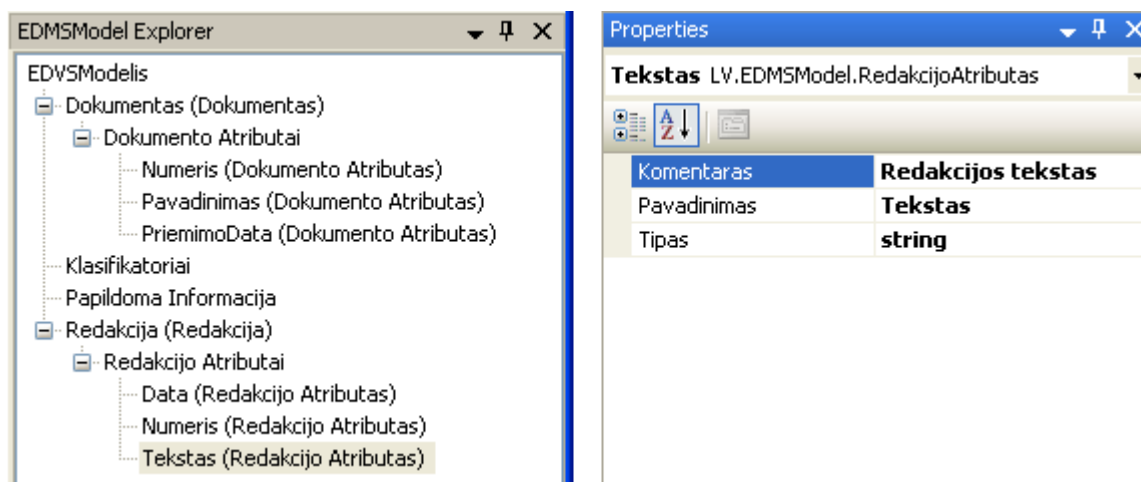 EDMSModel Explorer
EDVSModelis
Dokumentas (Dokumentas)
Dokumento Atributai
Numeris (Dokumento Atributas)
Pavadinimas (Dokumento Atributas)
PriemimoData (Dokumento Atributas)
Klasifikatoriai
Papildoma Informacija
Redakcija (Redakcija)
Redakcijo Atributai
Data (Redakcijo Atributas)
Numeris (Redakcijo Atributas)
Tekstas (Redakcijo Atributas)
Properties
Tekstas LV.EDMSModel.RedakcijoAtributas
A
Z
Komentaras Redakcijos tekstas
Pavadinimas Tekstas
Tipas string